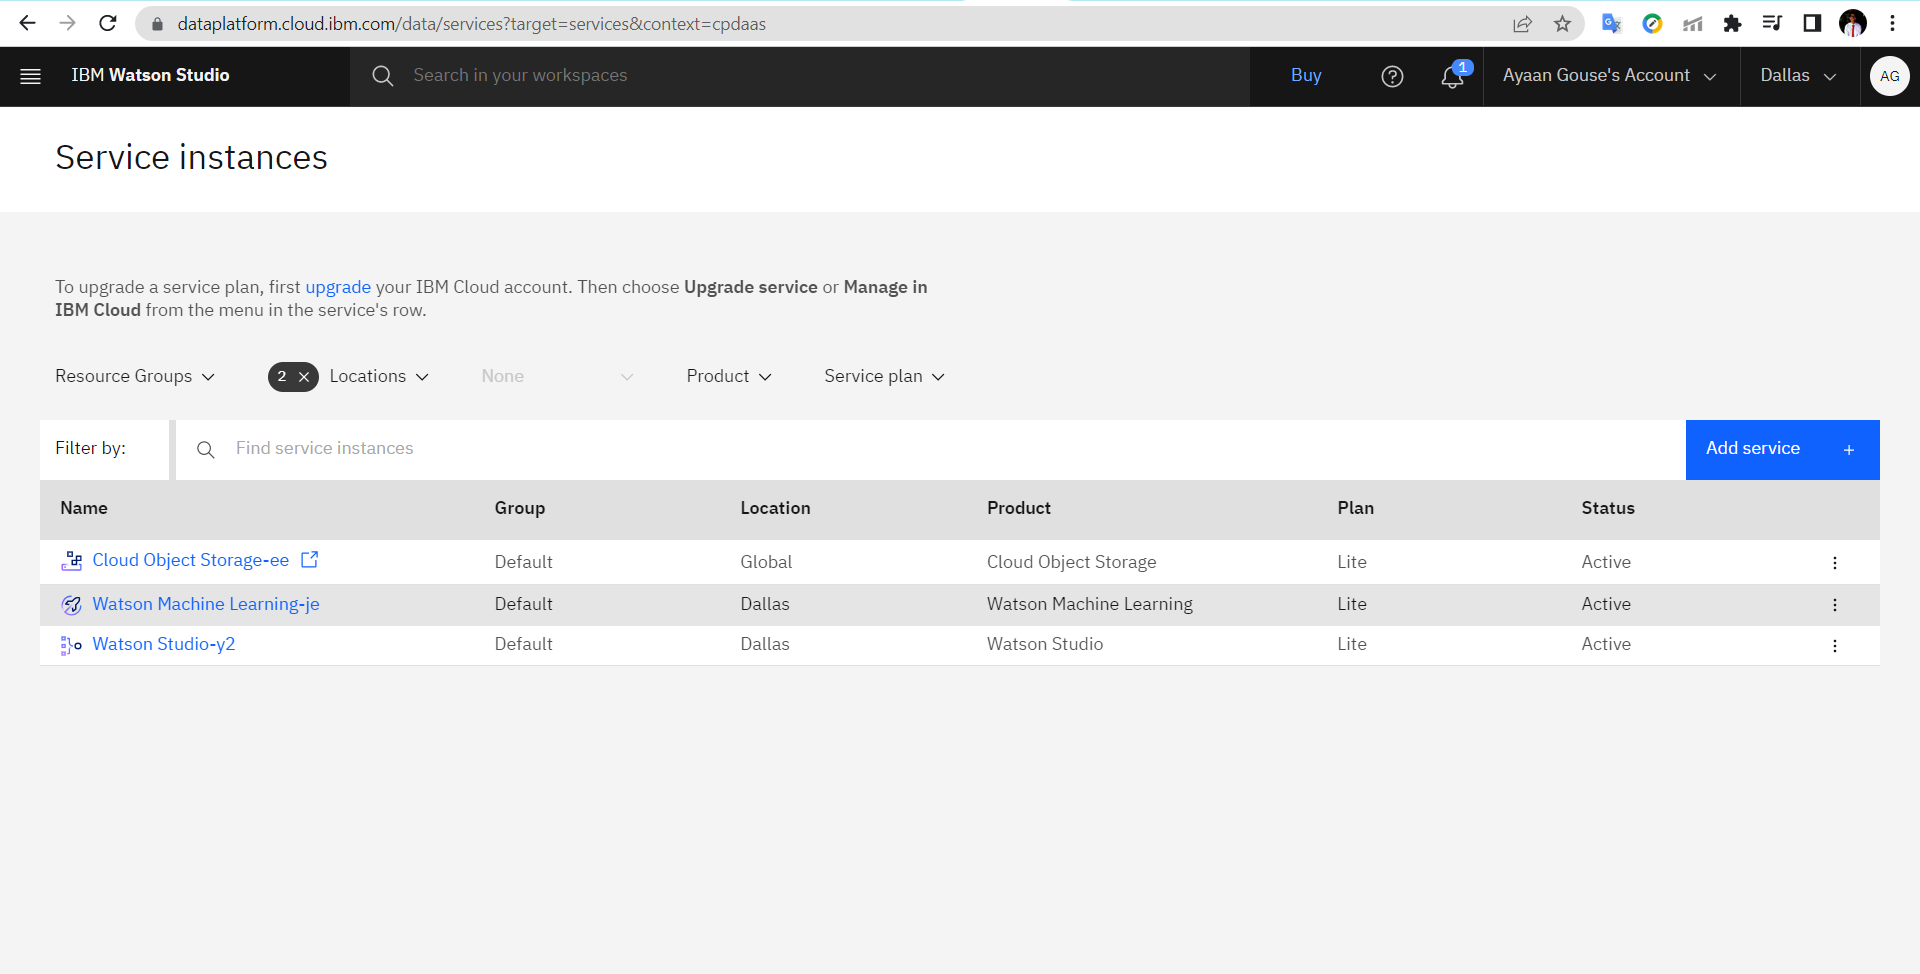 dataplatform.cloud.ibm.com/data/services?target=services&context=cpdaas
IBM Watson Studio
Search in your workspaces
Buy
1
Ayaan Gouse's Account
Dallas
AG
Service instances
To upgrade a service plan, first upgrade your IBM Cloud account. Then choose Upgrade service or Manage in
IBM Cloud from the menu in the service's row.
Resource Groups
2
Locations
None
Product
Service plan
Filter by:
Find service instances
Add service +
Name Group Location Product Plan Status
Cloud Object Storage-ee Default Global Cloud Object Storage Lite Active
Watson Machine Learning-je Default Dallas Watson Machine Learning Lite Active
Watson Studio-y2 Default Dallas Watson Studio Lite Active